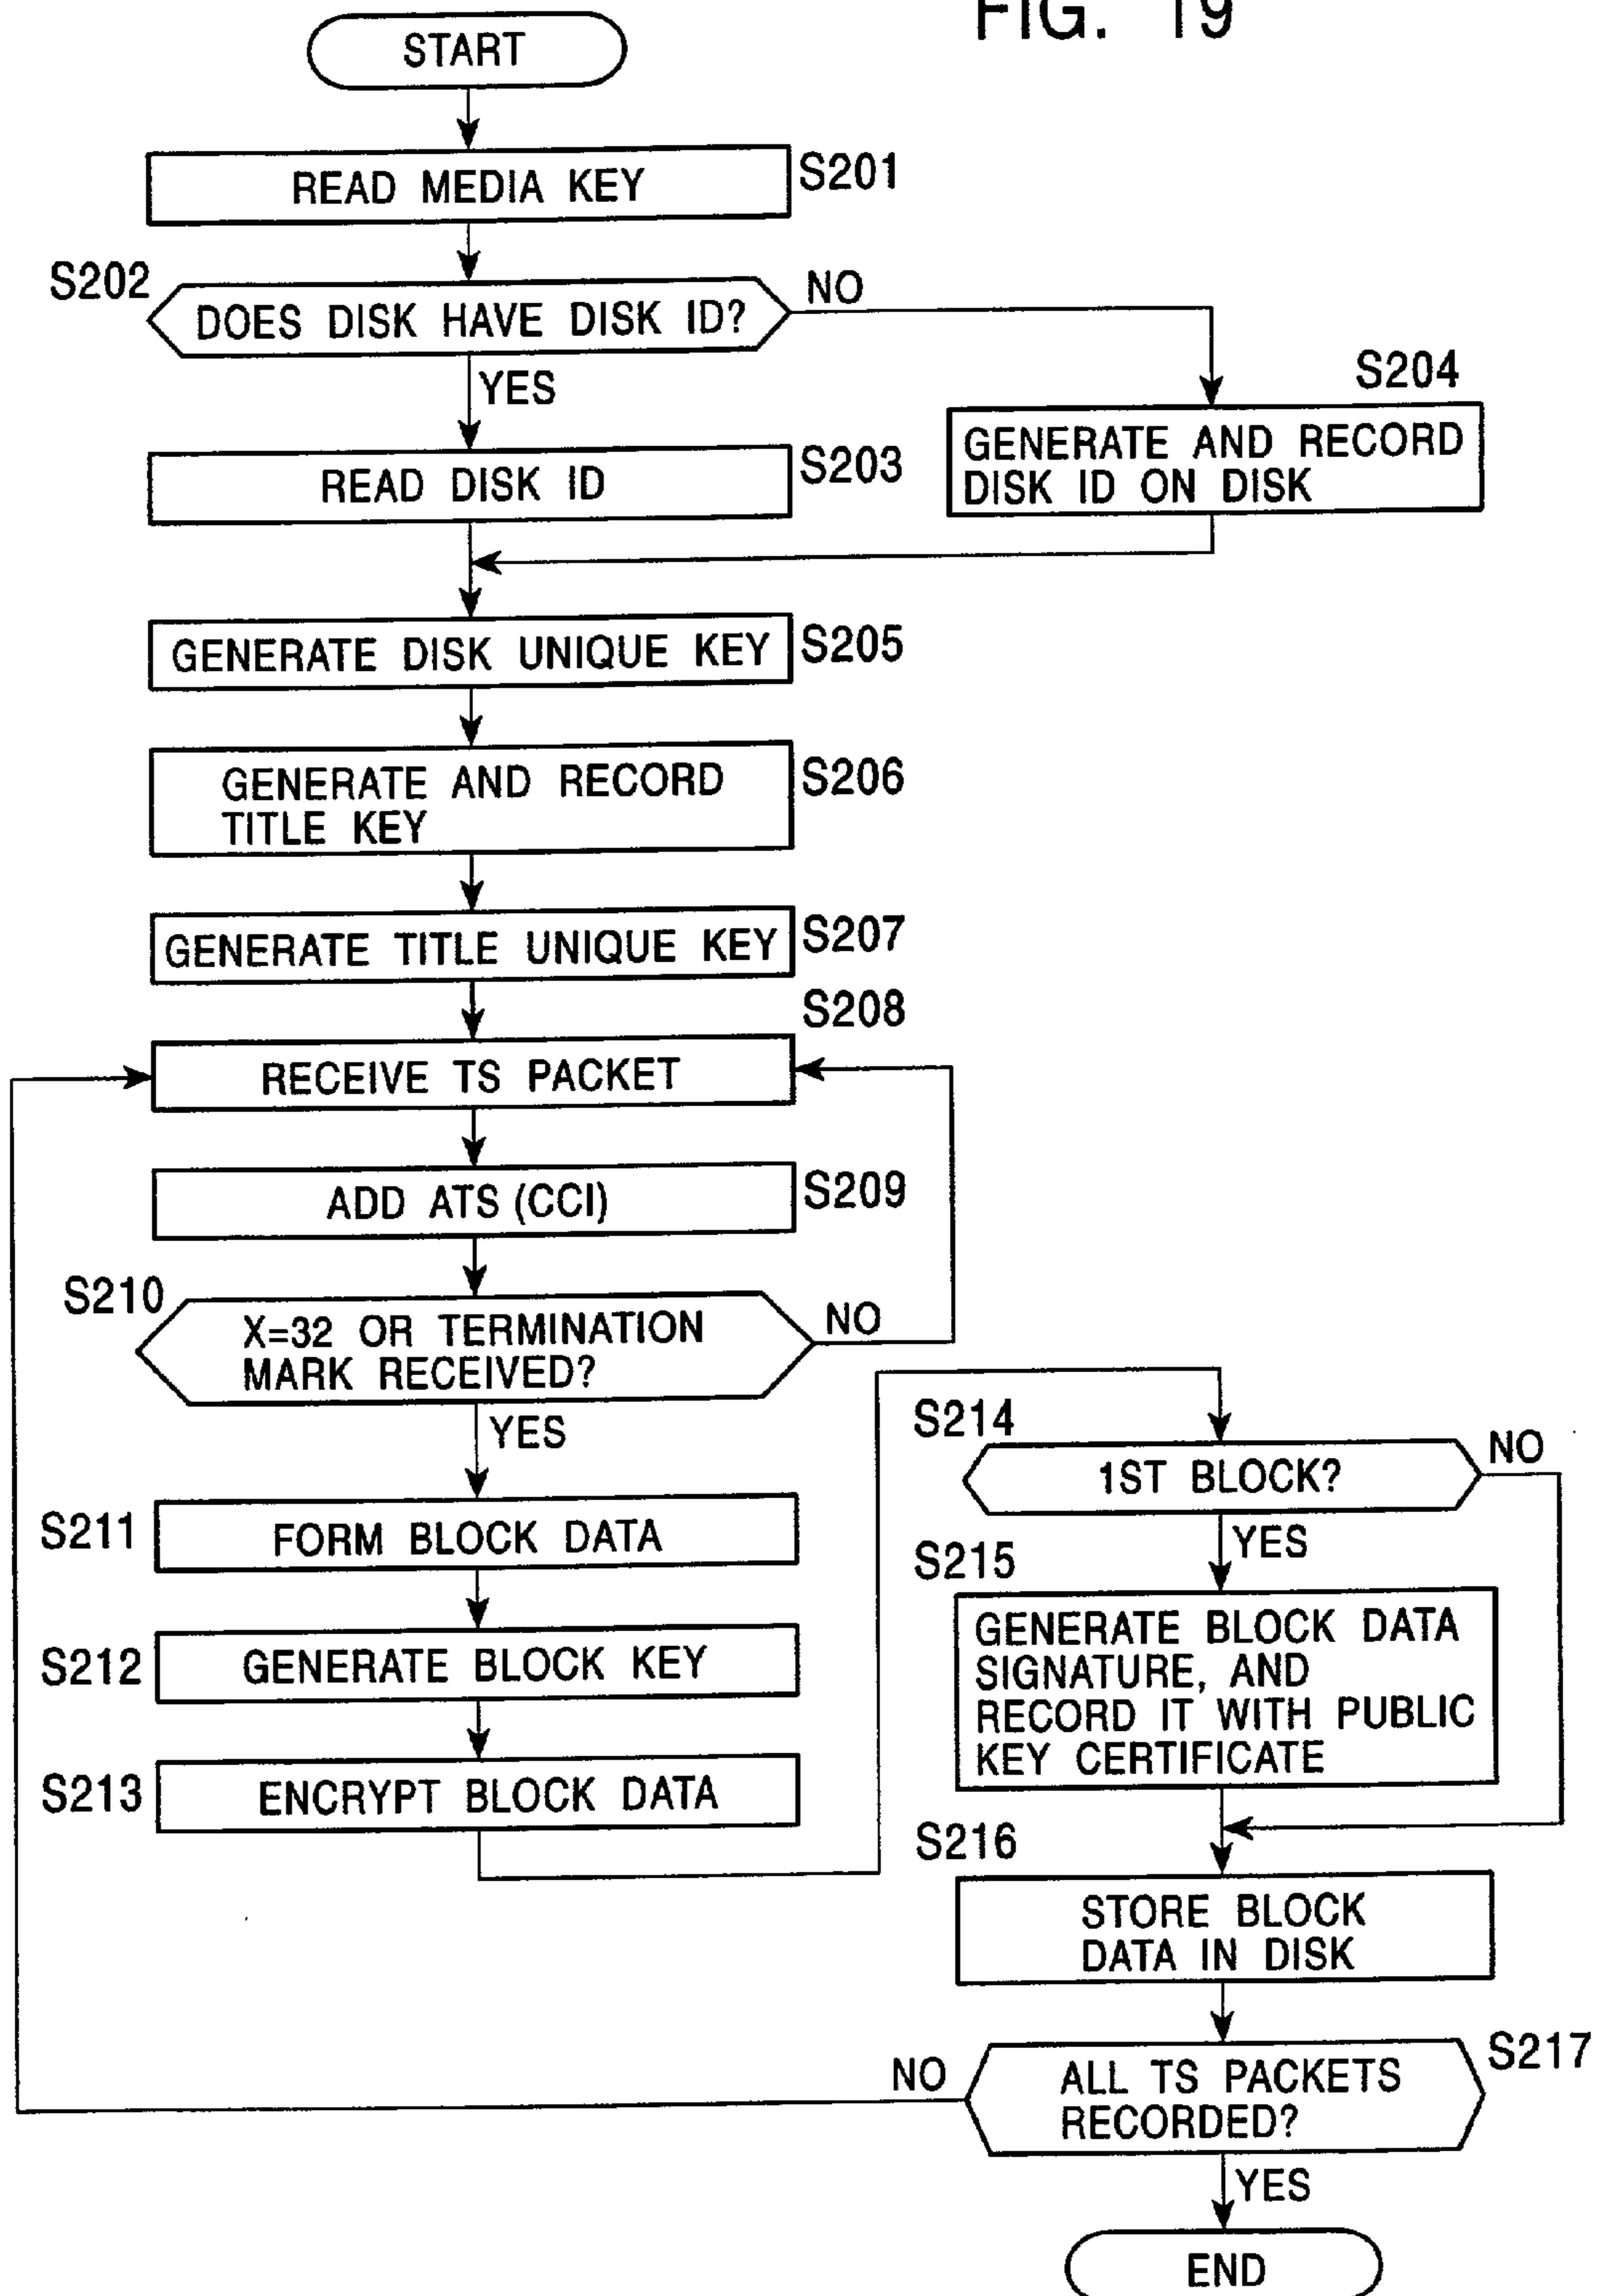 FIG. 19
START
READ MEDIA KEY
S201
S202
DOES DISK HAVE DISK ID?
NO
YES
S204
GENERATE AND RECORD
DISK ID ON DISK
READ DISK ID
S203
GENERATE DISK UNIQUE KEY
S205
GENERATE AND RECORD
TITLE KEY
S206
GENERATE TITLE UNIQUE KEY
S207
S208
RECEIVE TS PACKET
ADD ATS (CCI)
S209
S210
X=32 OR TERMINATION
MARK RECEIVED?
NO
YES
S211
FORM BLOCK DATA
S212
GENERATE BLOCK KEY
S213
ENCRYPT BLOCK DATA
S214
1ST BLOCK?
NO
YES
S215
GENERATE BLOCK DATA
SIGNATURE, AND
RECORD IT WITH PUBLIC
KEY CERTIFICATE
S216
STORE BLOCK
DATA IN DISK
S217
ALL TS PACKETS
RECORDED?
NO
YES
END